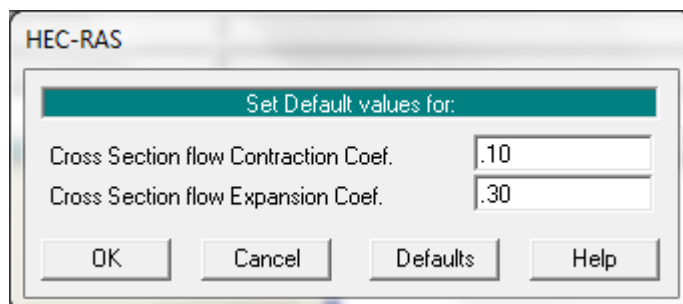 HEC-RAS
Set Default values for:
Cross Section flow Contraction Coef. .10
Cross Section flow Expansion Coef. .30
OK Cancel Defaults Help